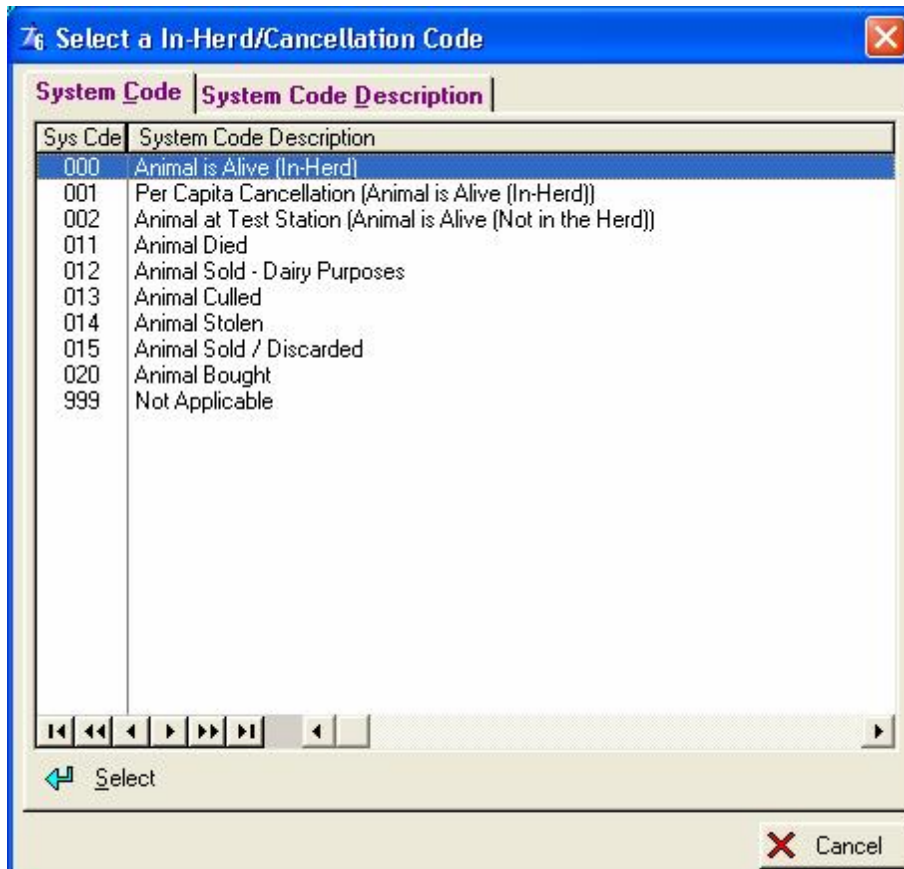 Select a In-Herd/Cancellation Code
System Code System Code Description
Sys Cde System Code Description
000 Animal is Alive (In-Herd)
001 Per Capita Cancellation (Animal is Alive (In-Herd))
002 Animal at Test Station (Animal is Alive (Not in the Herd))
011 Animal Died
012 Animal Sold - Dairy Purposes
013 Animal Culled
014 Animal Stolen
015 Animal Sold / Discarded
020 Animal Bought
999 Not Applicable
Select
Cancel